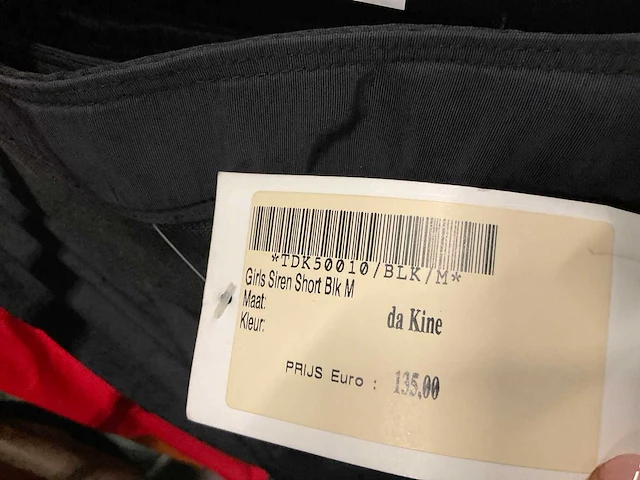 *TDK50010/BLK/M*
Girls Siren Short Blk M
Maat:
Kleur:
da Kine
PRIJS Euro : 135,00